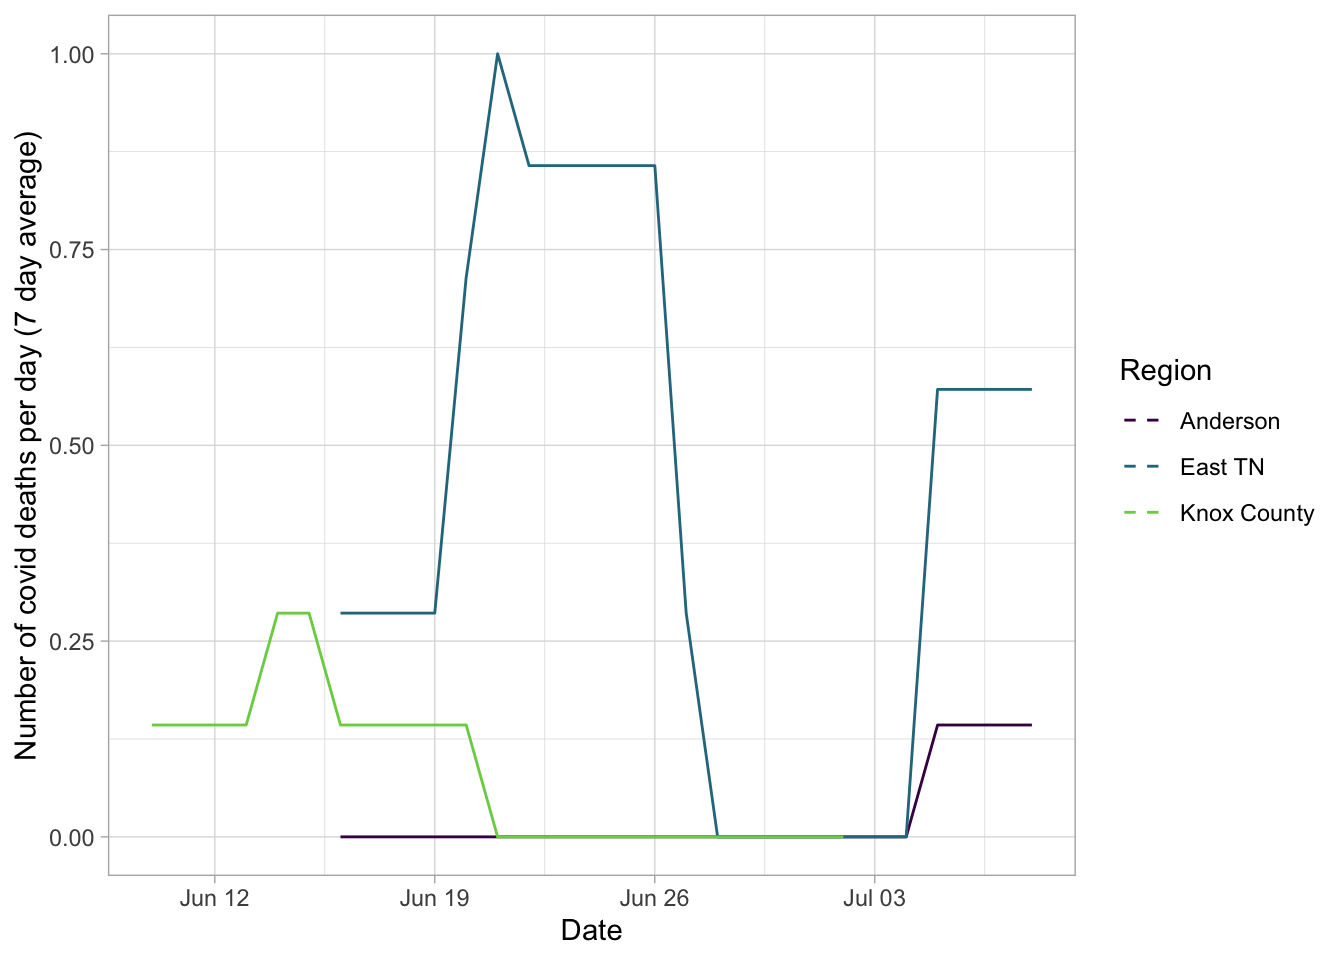 Number of covid deaths per day (7 day average)
1.00
0.75
0.50
0.25
0.00
Jun 12
Jun 19
Jun 26
Jul 03
Date
Region
Anderson
East TN
Knox County